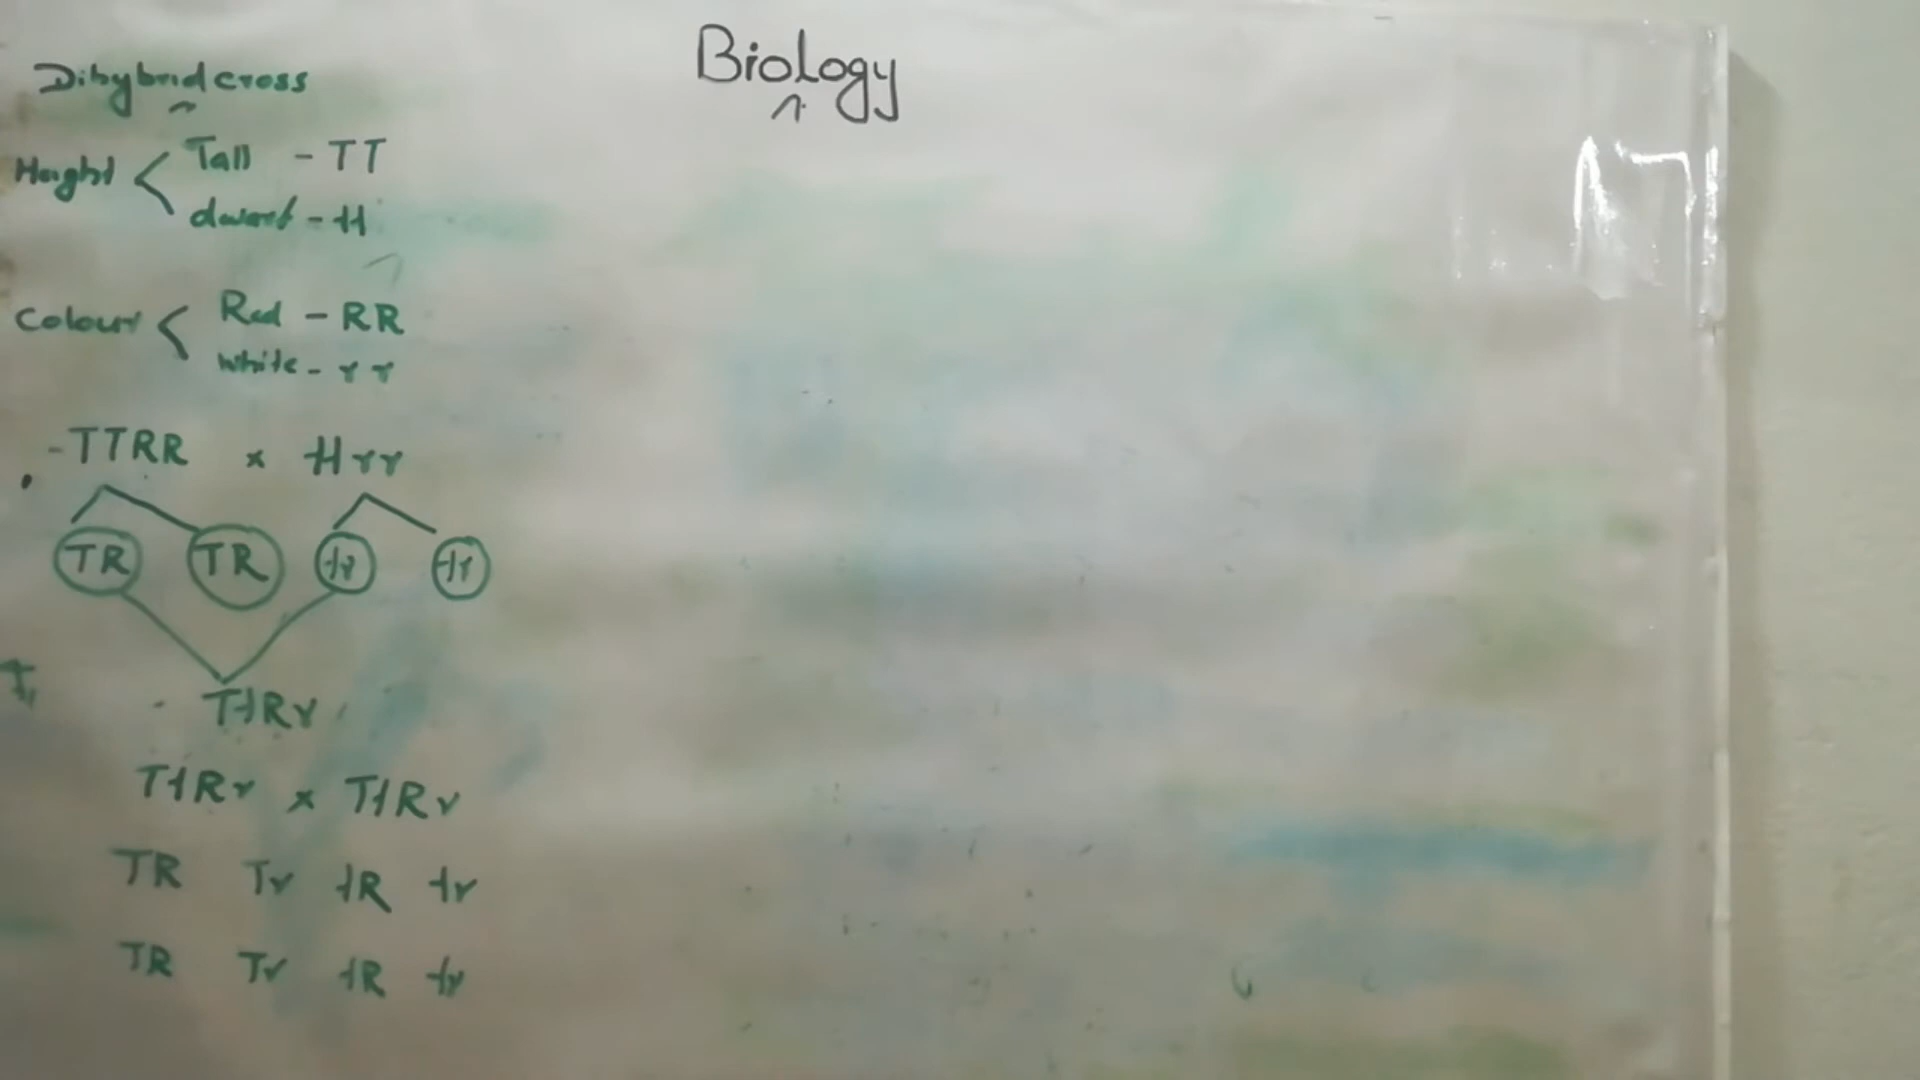 Biology
Dihybrid cross
Height < Tall - TT
dwarf - tt
Colour < Red - RR
white - rr
- TTRR × ttrr
TR TR tr tr
TtRr
TtRr × TtRr
TR Tr tR tr
TR Tr tR tr